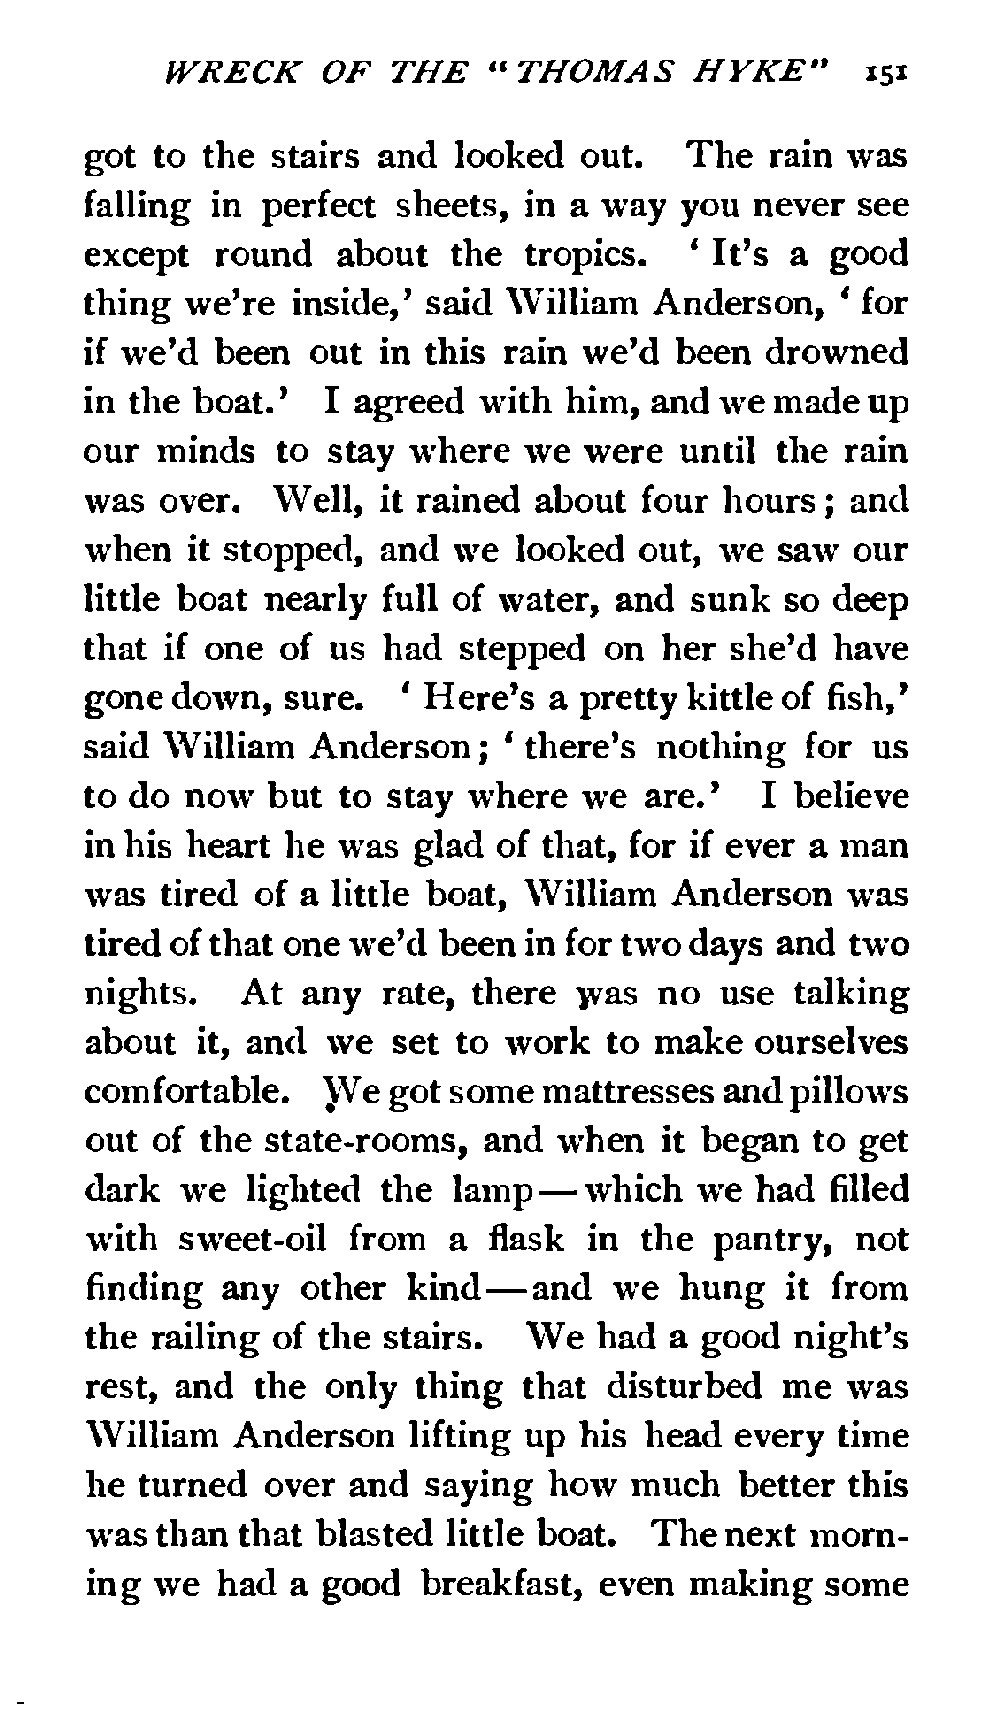 WRECK OF THE “THOMAS HYKE” 151
got to the stairs and looked out. The rain was
falling in perfect sheets, in a way you never see
except round about the tropics. ‘It’s a good
thing we’re inside,’ said William Anderson, ‘for
if we’d been out in this rain we’d been drowned
in the boat.’ I agreed with him, and we made up
our minds to stay where we were until the rain
was over. Well, it rained about four hours; and
when it stopped, and we looked out, we saw our
little boat nearly full of water, and sunk so deep
that if one of us had stepped on her she’d have
gone down, sure. ‘Here’s a pretty kittle of fish,’
said William Anderson; ‘there’s nothing for us
to do now but to stay where we are.’ I believe
in his heart he was glad of that, for if ever a man
was tired of a little boat, William Anderson was
tired of that one we’d been in for two days and two
nights. At any rate, there was no use talking
about it, and we set to work to make ourselves
comfortable. We got some mattresses and pillows
out of the state-rooms, and when it began to get
dark we lighted the lamp—which we had filled
with sweet-oil from a flask in the pantry, not
finding any other kind—and we hung it from
the railing of the stairs. We had a good night’s
rest, and the only thing that disturbed me was
William Anderson lifting up his head every time
he turned over and saying how much better this
was than that blasted little boat. The next morn-
ing we had a good breakfast, even making some